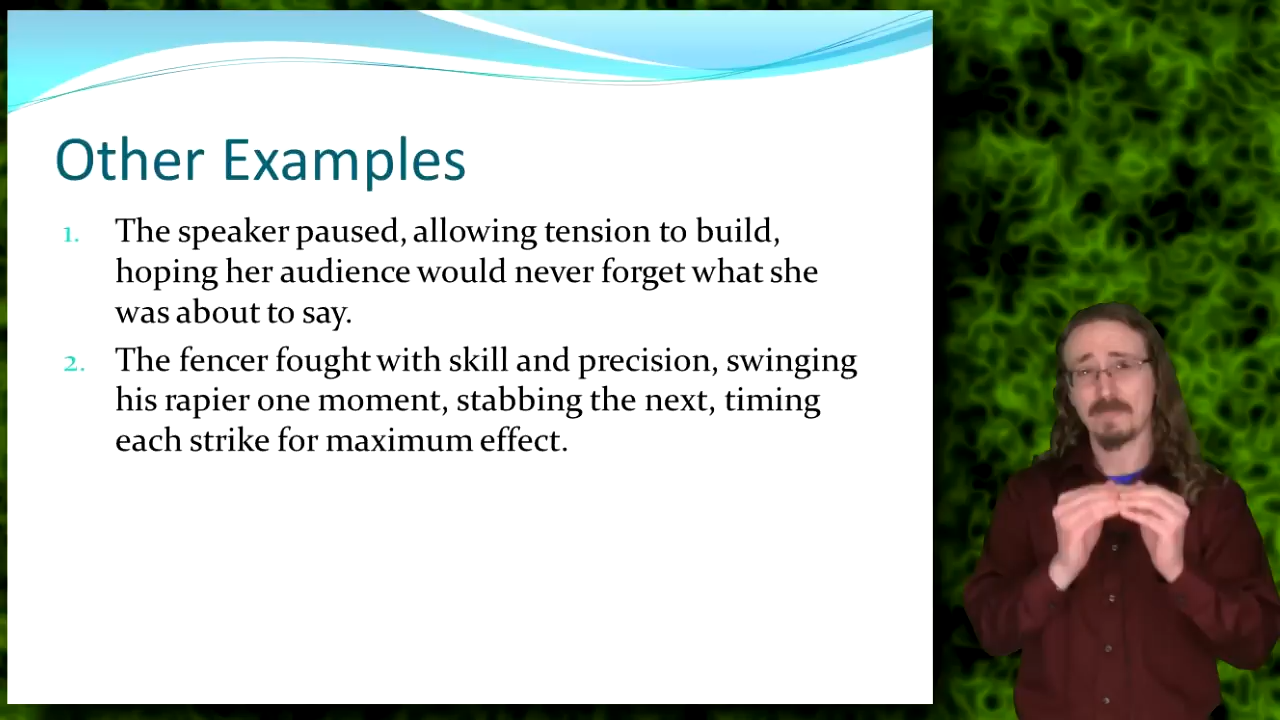 Other Examples
1. The speaker paused, allowing tension to build,
hoping her audience would never forget what she
was about to say.
2. The fencer fought with skill and precision, swinging
his rapier one moment, stabbing the next, timing
each strike for maximum effect.